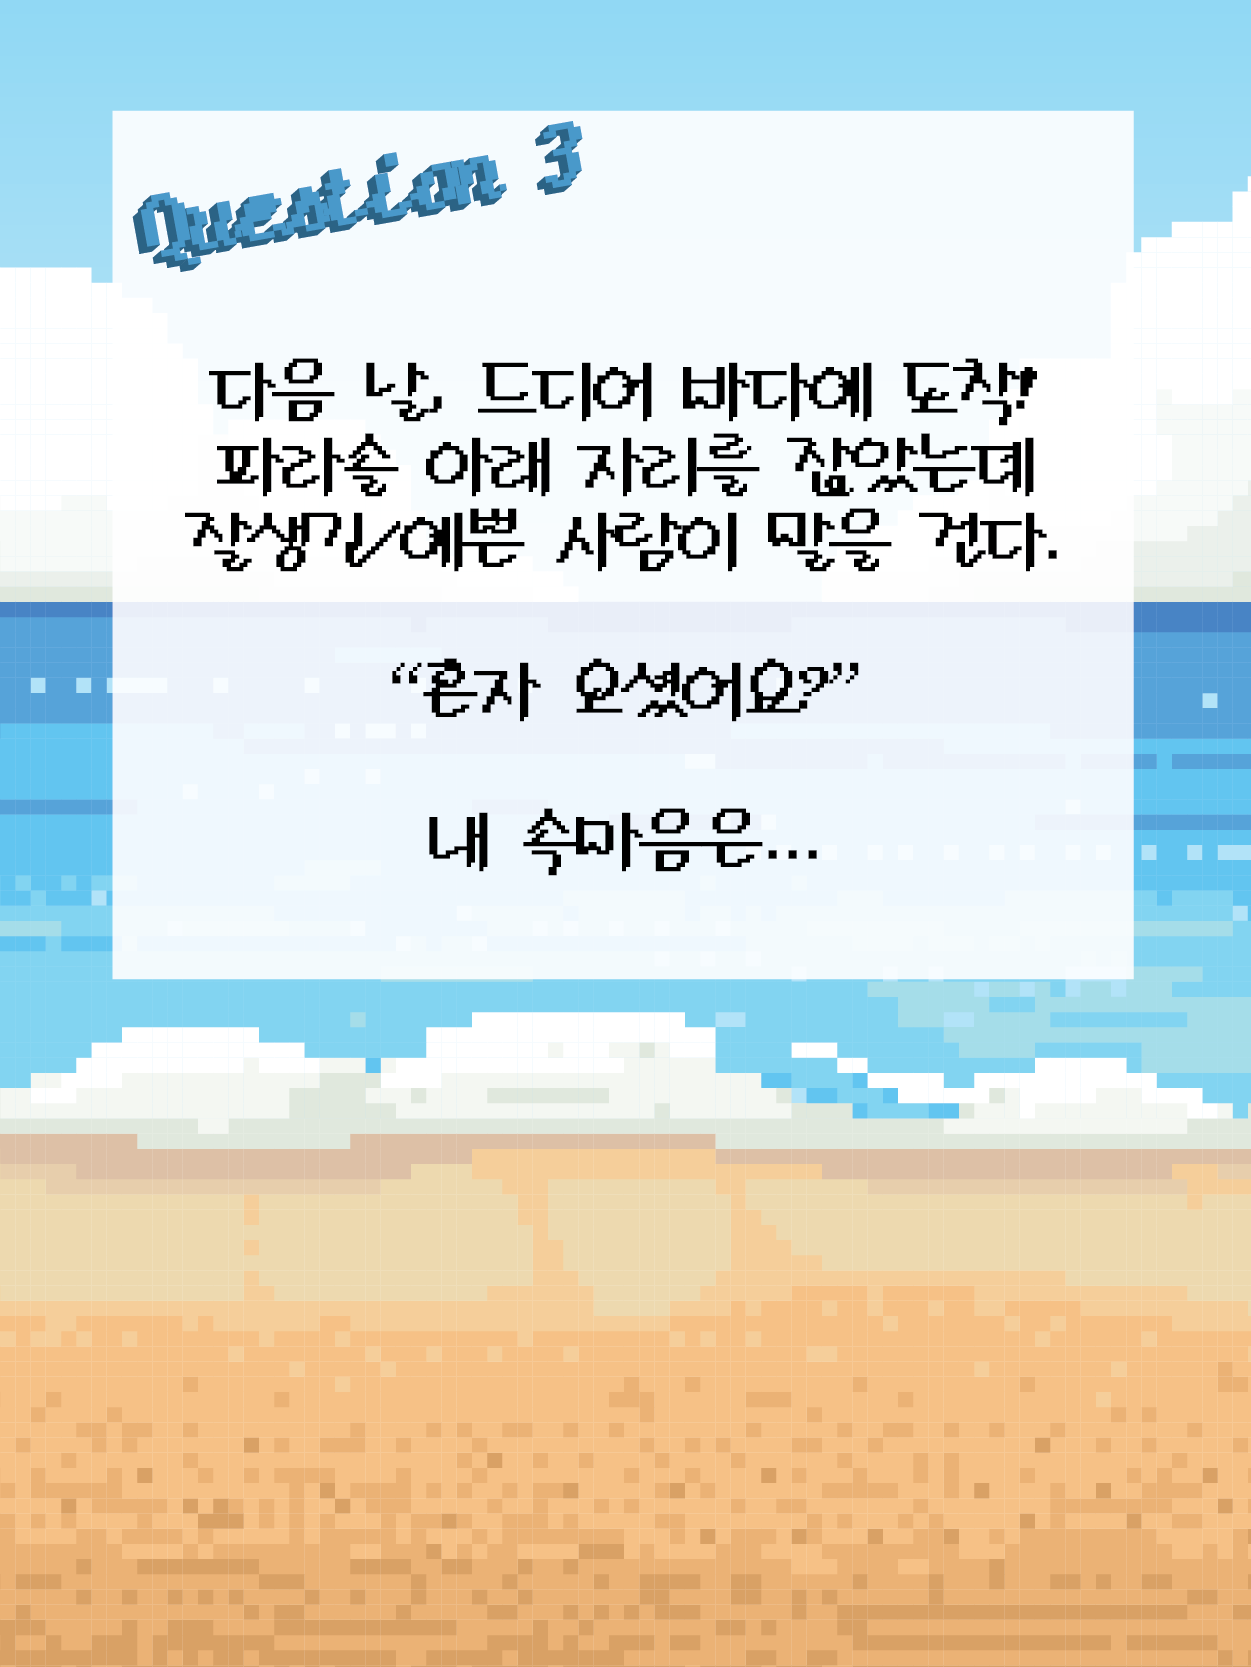 Question 3
다음 날, 드디어 바다에 도착!
파라솔 아래 자리를 잡았는데
잘생긴/예쁜 사람이 말을 건다.
“혼자 오셨어요?”
내 속마음은...